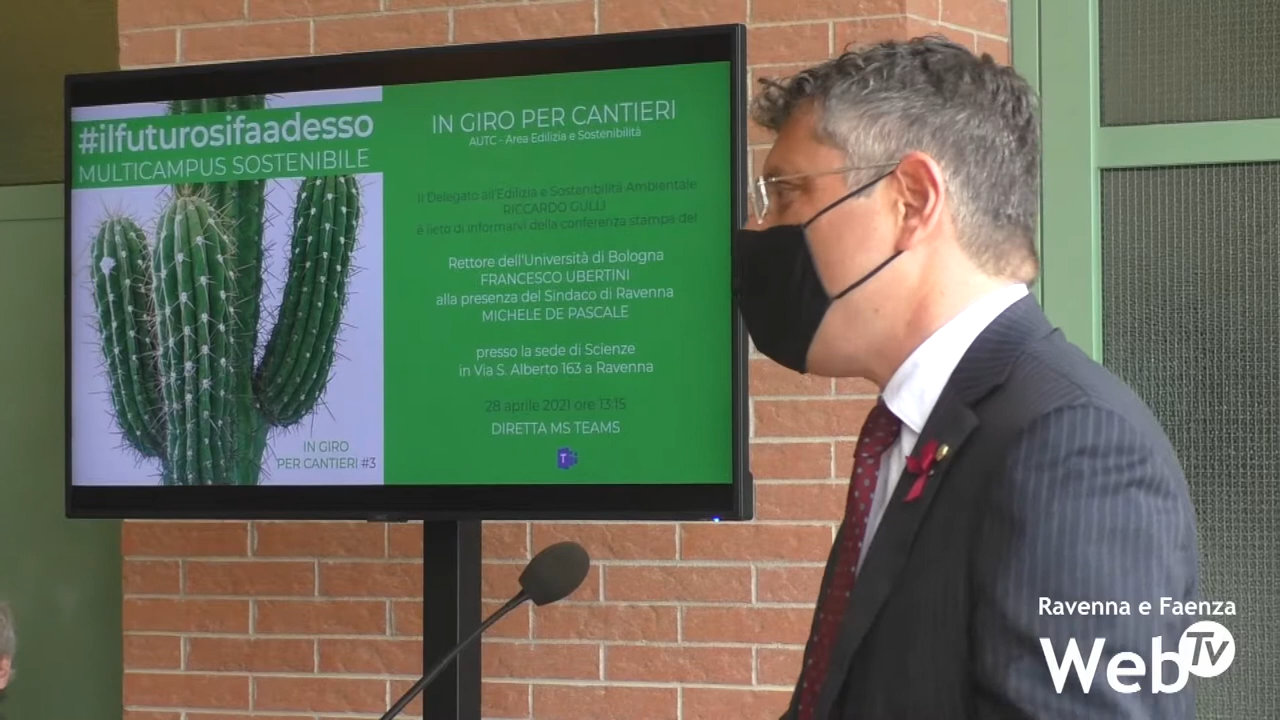 #ilfuturosifaadesso
MULTICAMPUS SOSTENIBILE
IN GIRO
PER CANTIERI #3
IN GIRO PER CANTIERI
AUTC - Area Edilizia e Sostenibilità
Il Delegato all'Edilizia e Sostenibilità Ambientale
RICCARDO GULLI
è lieto di informarvi della conferenza stampa del
Rettore dell'Università di Bologna
FRANCESCO UBERTINI
alla presenza del Sindaco di Ravenna
MICHELE DE PASCALE
presso la sede di Scienze
in Via S. Alberto 163 a Ravenna
28 aprile 2021 ore 13:15
DIRETTA MS TEAMS
T
Ravenna e Faenza
Web Tv